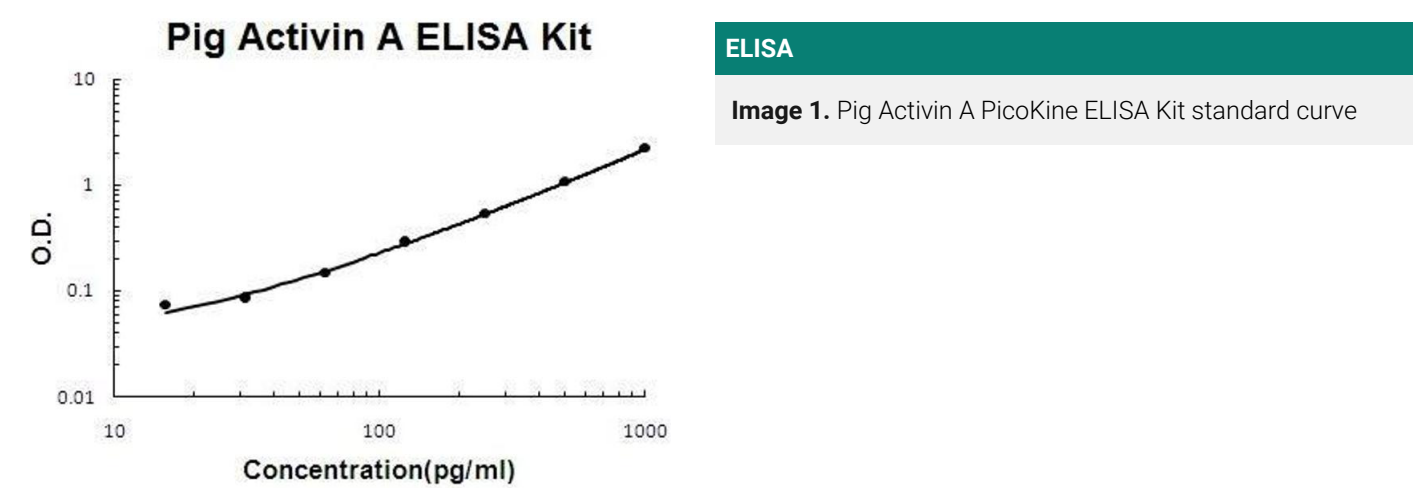 Pig Activin A ELISA Kit
10
1
0.1
0.01
O.D.
10 100 1000
Concentration(pg/ml)
ELISA
Image 1. Pig Activin A PicoKine ELISA Kit standard curve